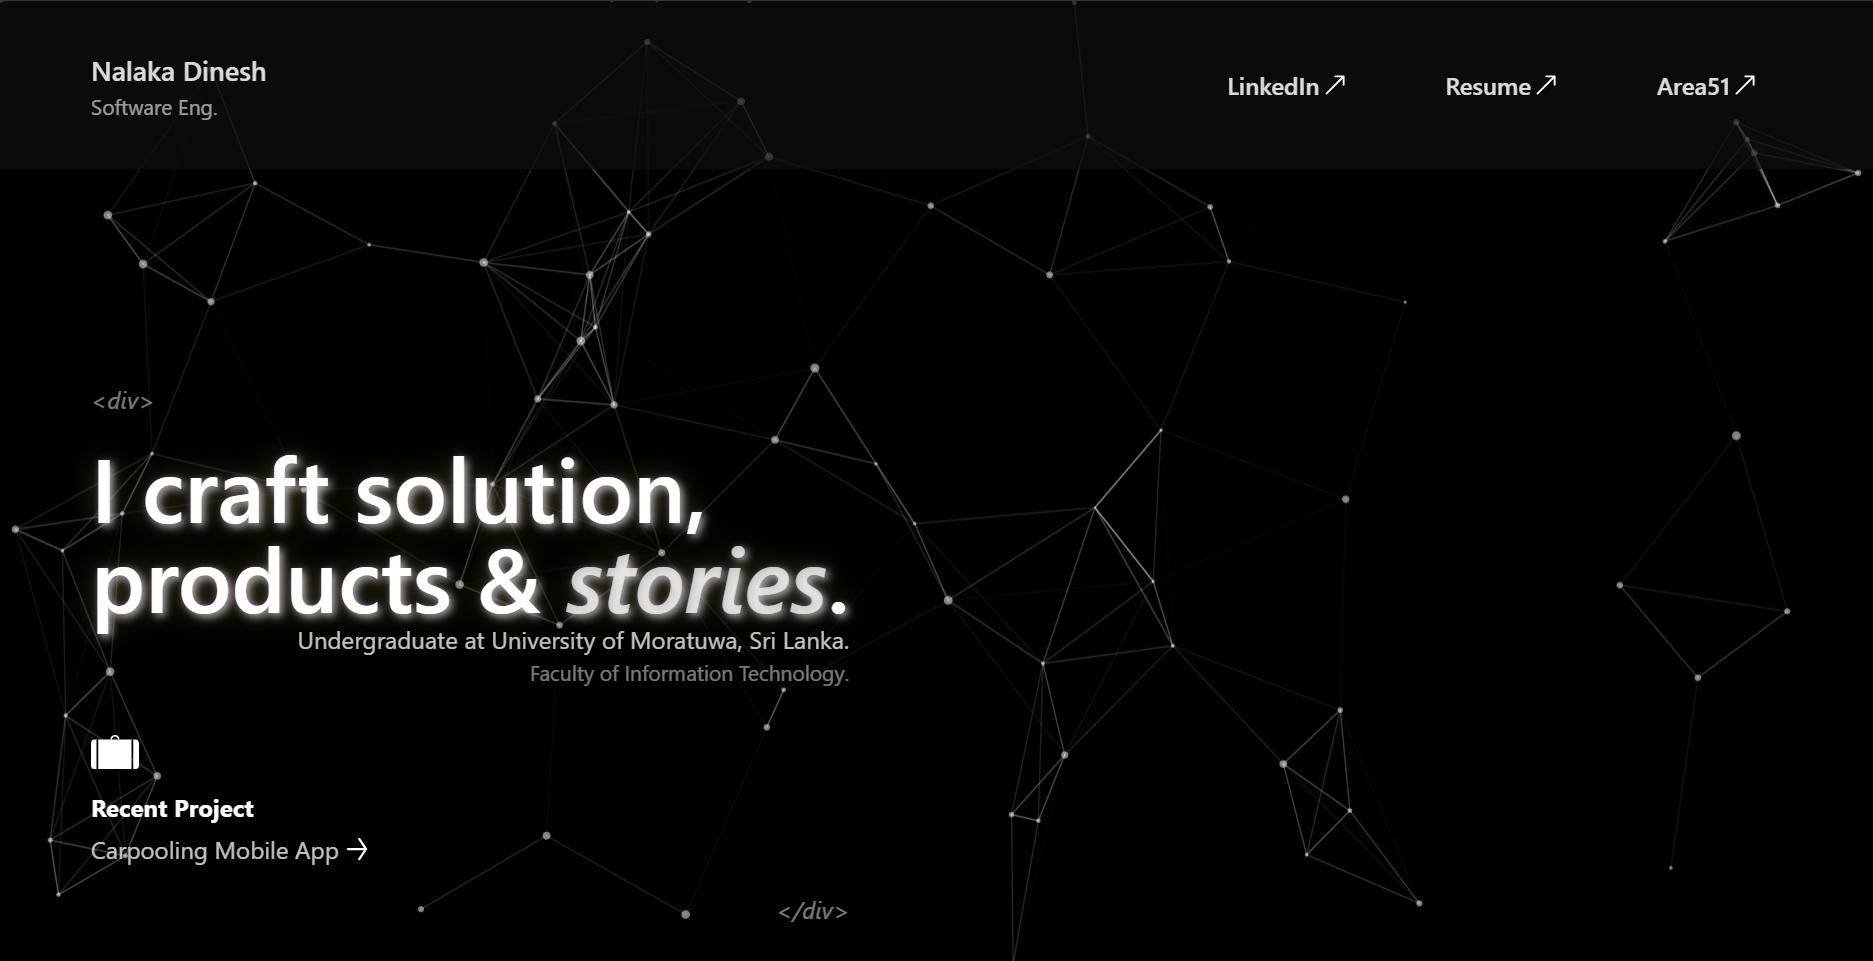 Nalaka Dinesh
Software Eng.
LinkedIn
Resume
Area51
<div>
I craft solution,
products & stories.
Undergraduate at University of Moratuwa, Sri Lanka.
Faculty of Information Technology.
Recent Project
Carpooling Mobile App
</div>